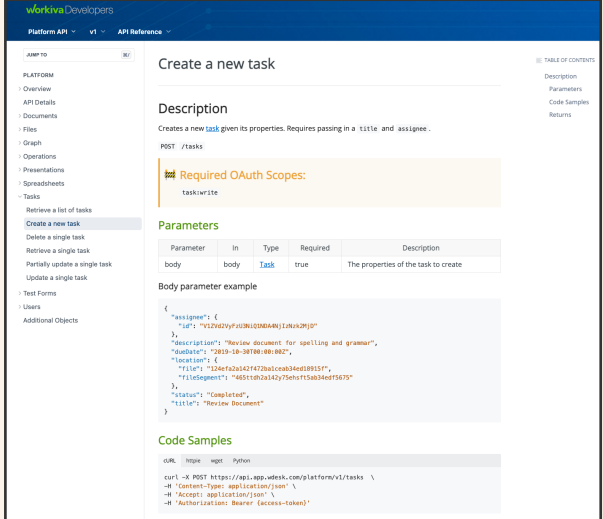 workiva Developers
Platform API v1 API Reference
JUMP TO
PLATFORM
Overview
API Details
Documents
Files
Graph
Operations
Presentations
Spreadsheets
Tasks
Retrieve a list of tasks
Create a new task
Delete a single task
Retrieve a single task
Partially update a single task
Update a single task
Test Forms
Users
Additional Objects
Create a new task
Description
Creates a new task given its properties. Requires passing in a title and assignee .
POST /tasks
🚧 Required OAuth Scopes:
task:write
Parameters
Parameter In Type Required Description
body body Task true The properties of the task to create
Body parameter example
{
"assignee": {
"id":
},
"description": "Review document for spelling and grammar",
"dueDate": "2019-10-30T00:00:00Z",
"location": {
"file": "124efa2a142f472ba1ceab34ed18915f",
"fileSegment": "465ttdh2a142y75ehsft5ab34edf5675"
},
"status": "Completed",
"title": "Review Document"
}
Code Samples
cURL httpie wget Python
curl -X POST https://api.app.wdesk.com/platform/v1/tasks \
-H 'Content-Type: application/json' \
-H 'Accept: application/json' \
-H 'Authorization: Bearer {access-token}'
TABLE OF CONTENTS
Description
Parameters
Code Samples
Returns